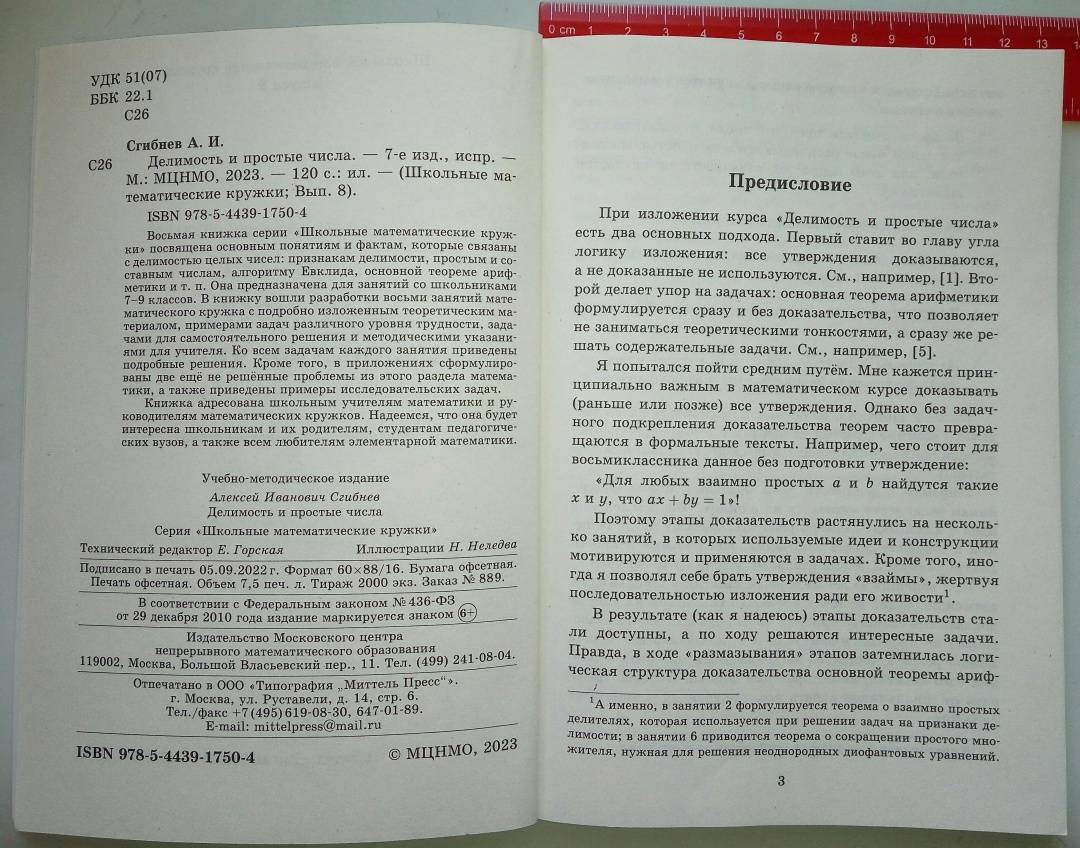 УДК 51(07)
ББК 22.1
С26
Сгибнев А. И.
С26 Делимость и простые числа. — 7-е изд., испр. —
М.: МЦНМО, 2023. — 120 с.: ил. — (Школьные ма-
тематические кружки; Вып. 8).
ISBN 978-5-4439-1750-4
Восьмая книжка серии «Школьные математические круж-
ки» посвящена основным понятиям и фактам, которые связаны
с делимостью целых чисел: признакам делимости, простым и со-
ставным числам, алгоритму Евклида, основной теореме ариф-
метики и т. п. Она предназначена для занятий со школьниками
7–9 классов. В книжку вошли разработки восьми занятий мате-
матического кружка с подробно изложенным теоретическим ма-
териалом, примерами задач различного уровня трудности, зада-
чами для самостоятельного решения и методическими указани-
ями для учителя. Ко всем задачам каждого занятия приведены
подробные решения. Кроме того, в приложениях сформулиро-
ваны две ещё не решённые проблемы из этого раздела матема-
тики, а также приведены примеры исследовательских задач.
Книжка адресована школьным учителям математики и ру-
ководителям математических кружков. Надеемся, что она будет
интересна школьникам и их родителям, студентам педагогиче-
ских вузов, а также всем любителям элементарной математики.
Учебно-методическое издание
Алексей Иванович Сгибнев
Делимость и простые числа
Серия «Школьные математические кружки»
Технический редактор Е. Горская Иллюстрации Н. Неледва
Подписано в печать 05.09.2022 г. Формат 60×88/16. Бумага офсетная.
Печать офсетная. Объем 7,5 печ. л. Тираж 2000 экз. Заказ № 889.
В соответствии с Федеральным законом № 436-ФЗ
от 29 декабря 2010 года издание маркируется знаком 6+
Издательство Московского центра
непрерывного математического образования
119002, Москва, Большой Власьевский пер., 11. Тел. (499) 241-08-04.
Отпечатано в ООО «Типография „Миттель Пресс“».
г. Москва, ул. Руставели, д. 14, стр. 6.
Тел./факс +7(495)619-08-30, 647-01-89.
E-mail: mittelpress@mail.ru
ISBN 978-5-4439-1750-4 © МЦНМО, 2023
0 cm 1 2 3 4 5 6 7 8 9 10 11 12 13
Предисловие
При изложении курса «Делимость и простые числа»
есть два основных подхода. Первый ставит во главу угла
логику изложения: все утверждения доказываются,
а не доказанные не используются. См., например, [1]. Вто-
рой делает упор на задачах: основная теорема арифметики
формулируется сразу и без доказательства, что позволяет
не заниматься теоретическими тонкостями, а сразу же ре-
шать содержательные задачи. См., например, [5].
Я попытался пойти средним путём. Мне кажется прин-
ципиально важным в математическом курсе доказывать
(раньше или позже) все утверждения. Однако без задач-
ного подкрепления доказательства теорем часто превра-
щаются в формальные тексты. Например, чего стоит для
восьмиклассника данное без подготовки утверждение:
«Для любых взаимно простых a и b найдутся такие
x и y, что ax + by = 1»!
Поэтому этапы доказательств растянулись на несколь-
ко занятий, в которых используемые идеи и конструкции
мотивируются и применяются в задачах. Кроме того, ино-
гда я позволял себе брать утверждения «взаймы», жертвуя
последовательностью изложения ради его живости¹.
В результате (как я надеюсь) этапы доказательств ста-
ли доступны, а по ходу решаются интересные задачи.
Правда, в ходе «размазывания» этапов затемнилась логи-
ческая структура доказательства основной теоремы ариф-
¹А именно, в занятии 2 формулируется теорема о взаимно простых
делителях, которая используется при решении задач на признаки де-
лимости; в занятии 6 приводится теорема о сокращении простого мно-
жителя, нужная для решения неоднородных диофантовых уравнений.
3